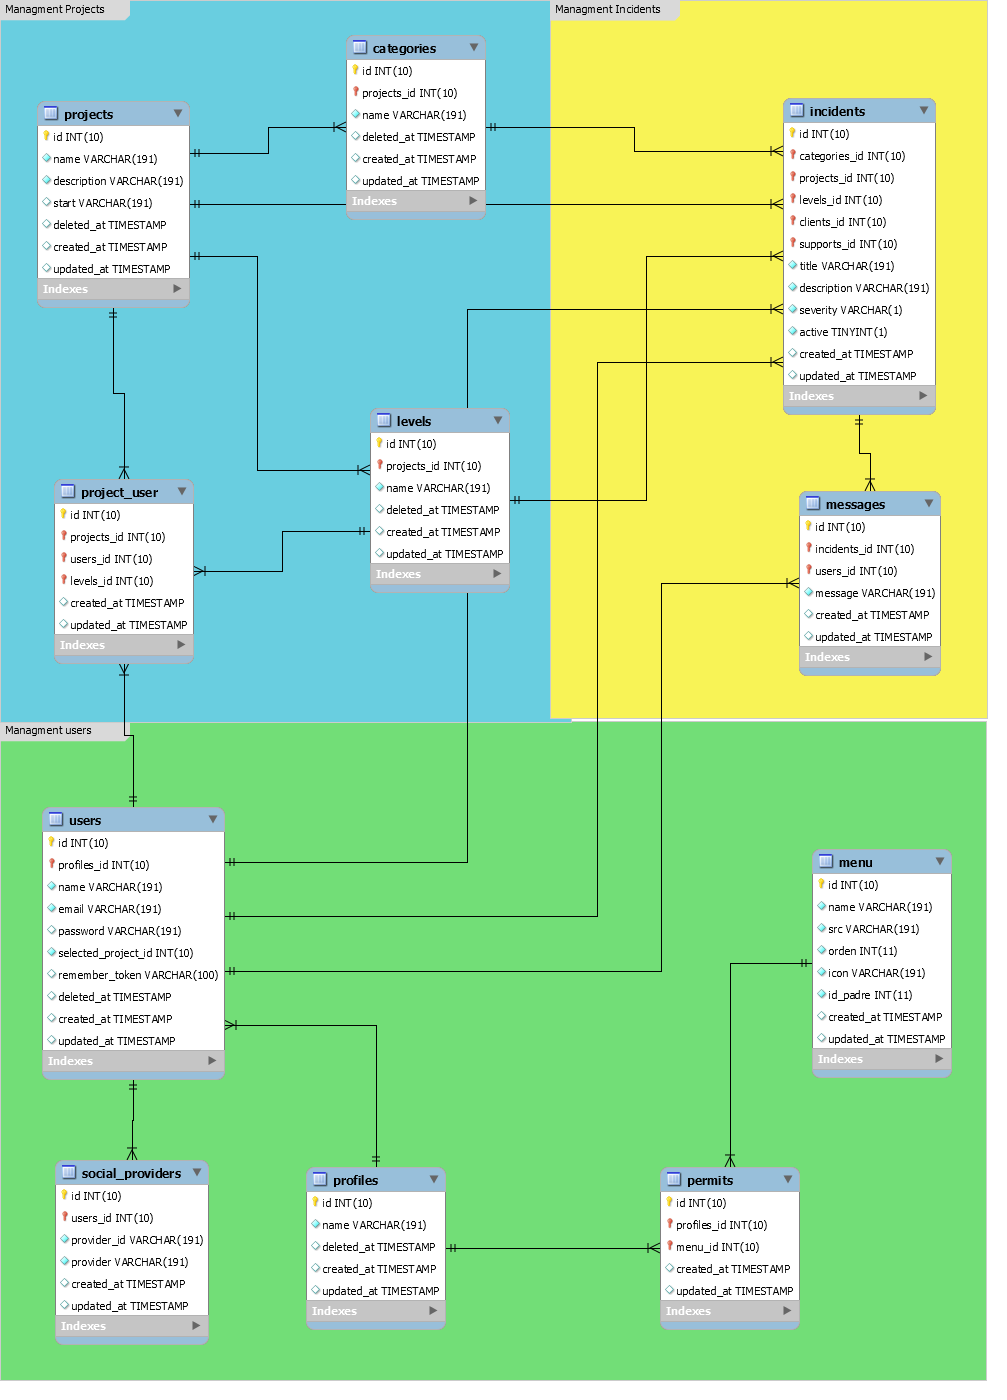 Managment Projects
categories
id INT(10)
projects_id INT(10)
name VARCHAR(191)
deleted_at TIMESTAMP
created_at TIMESTAMP
updated_at TIMESTAMP
Indexes
projects
id INT(10)
name VARCHAR(191)
description VARCHAR(191)
start VARCHAR(191)
deleted_at TIMESTAMP
created_at TIMESTAMP
updated_at TIMESTAMP
Indexes
levels
id INT(10)
projects_id INT(10)
name VARCHAR(191)
deleted_at TIMESTAMP
created_at TIMESTAMP
updated_at TIMESTAMP
Indexes
project_user
id INT(10)
projects_id INT(10)
users_id INT(10)
levels_id INT(10)
created_at TIMESTAMP
updated_at TIMESTAMP
Indexes
Managment Incidents
incidents
id INT(10)
categories_id INT(10)
projects_id INT(10)
levels_id INT(10)
clients_id INT(10)
supports_id INT(10)
title VARCHAR(191)
description VARCHAR(191)
severity VARCHAR(1)
active TINYINT(1)
created_at TIMESTAMP
updated_at TIMESTAMP
Indexes
messages
id INT(10)
incidents_id INT(10)
users_id INT(10)
message VARCHAR(191)
created_at TIMESTAMP
updated_at TIMESTAMP
Indexes
Managment users
users
id INT(10)
profiles_id INT(10)
name VARCHAR(191)
email VARCHAR(191)
password VARCHAR(191)
selected_project_id INT(10)
remember_token VARCHAR(100)
deleted_at TIMESTAMP
created_at TIMESTAMP
updated_at TIMESTAMP
Indexes
menu
id INT(10)
name VARCHAR(191)
src VARCHAR(191)
orden INT(11)
icon VARCHAR(191)
id_padre INT(11)
created_at TIMESTAMP
updated_at TIMESTAMP
Indexes
social_providers
id INT(10)
users_id INT(10)
provider_id VARCHAR(191)
provider VARCHAR(191)
created_at TIMESTAMP
updated_at TIMESTAMP
Indexes
profiles
id INT(10)
name VARCHAR(191)
deleted_at TIMESTAMP
created_at TIMESTAMP
updated_at TIMESTAMP
Indexes
permits
id INT(10)
profiles_id INT(10)
menu_id INT(10)
created_at TIMESTAMP
updated_at TIMESTAMP
Indexes